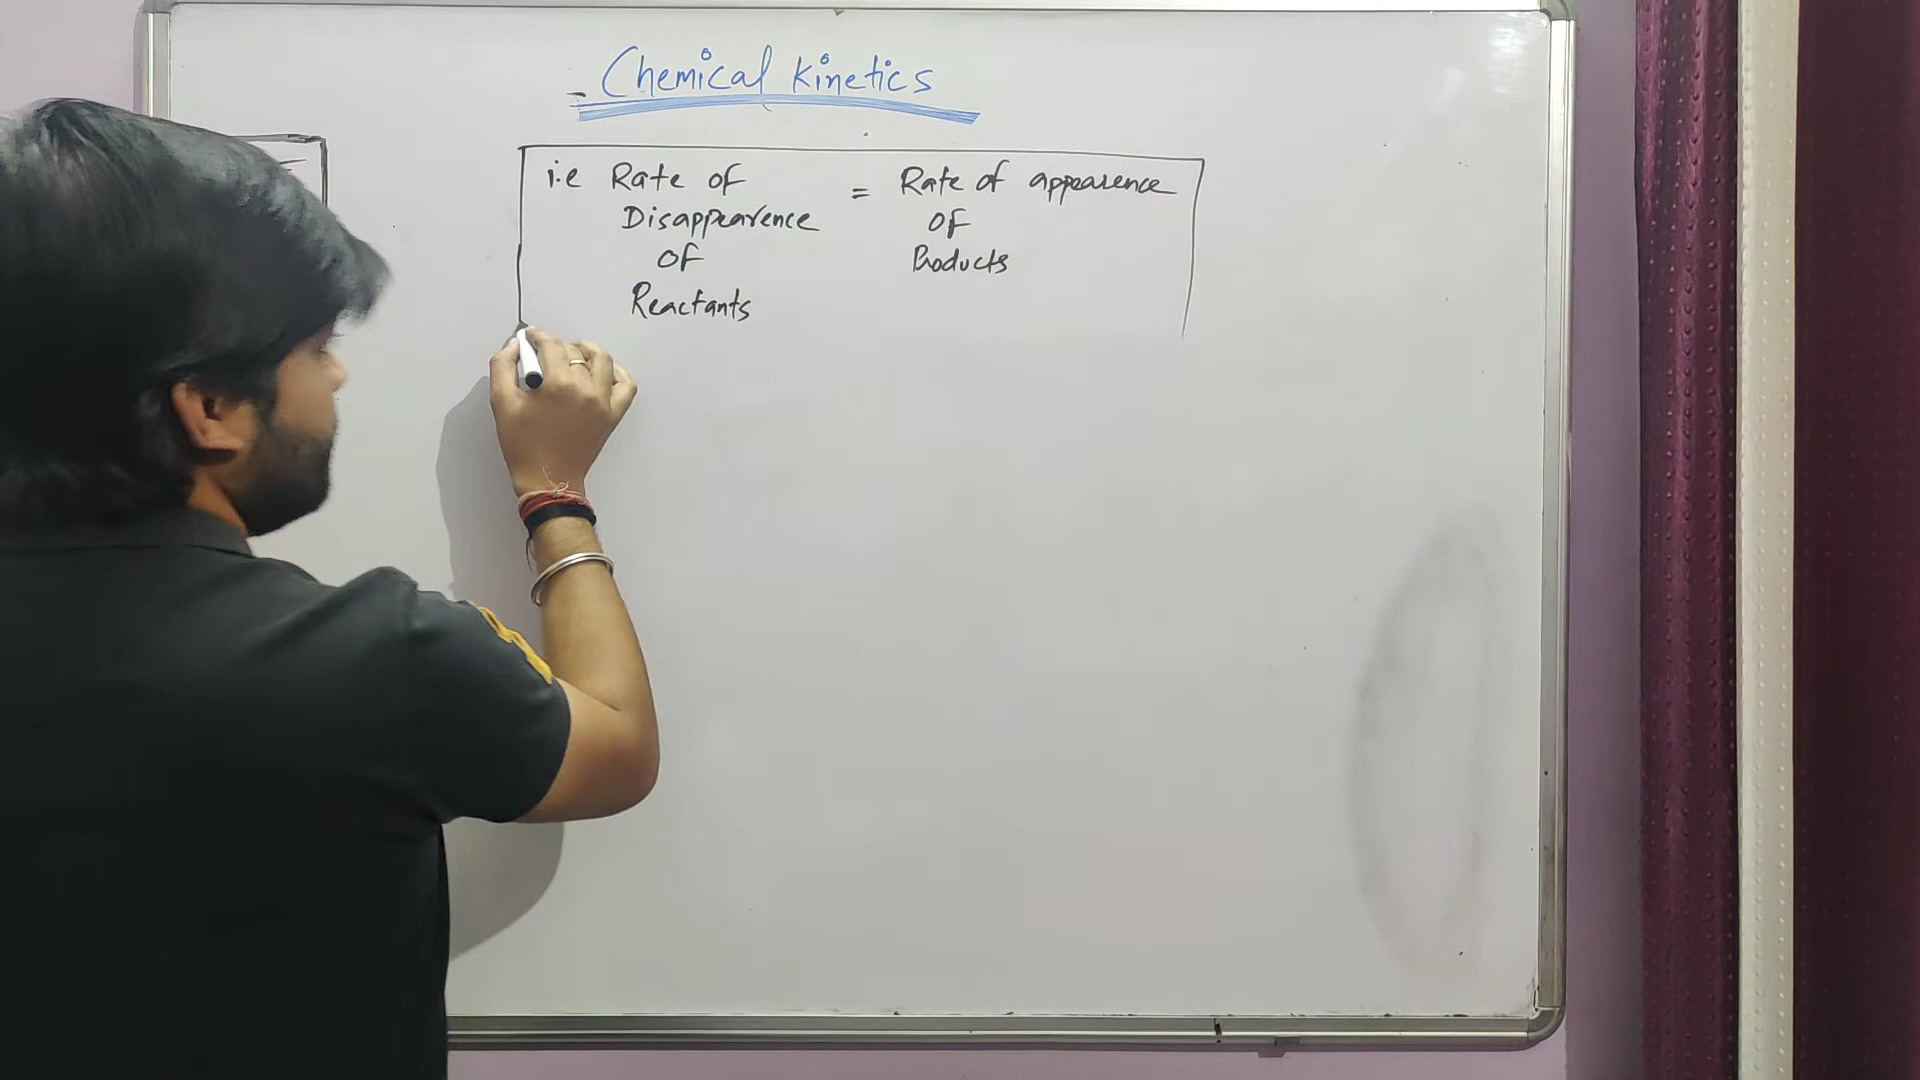 Chemical Kinetics
i.e Rate of = Rate of appearence
Disappearence of
of Products
Reactants